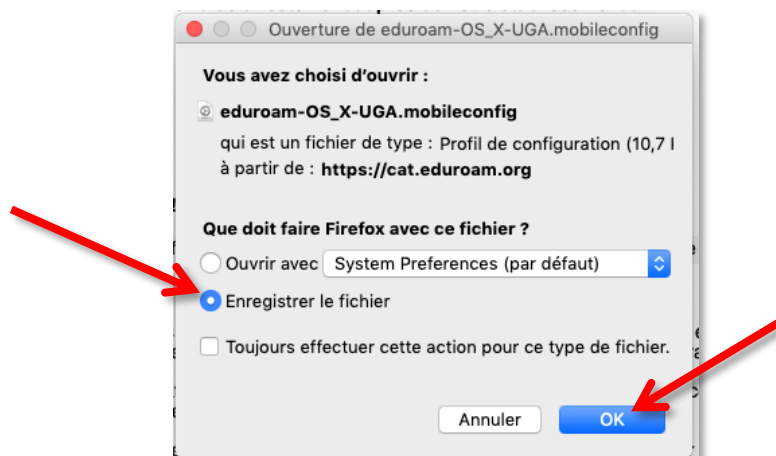 Ouverture de eduroam-OS_X-UGA.mobileconfig
Vous avez choisi d'ouvrir :
eduroam-OS_X-UGA.mobileconfig
qui est un fichier de type : Profil de configuration (10,7
à partir de : https://cat.eduroam.org
Que doit faire Firefox avec ce fichier ?
Ouvrir avec System Preferences (par défaut)
Enregistrer le fichier
Toujours effectuer cette action pour ce type de fichier.
Annuler OK